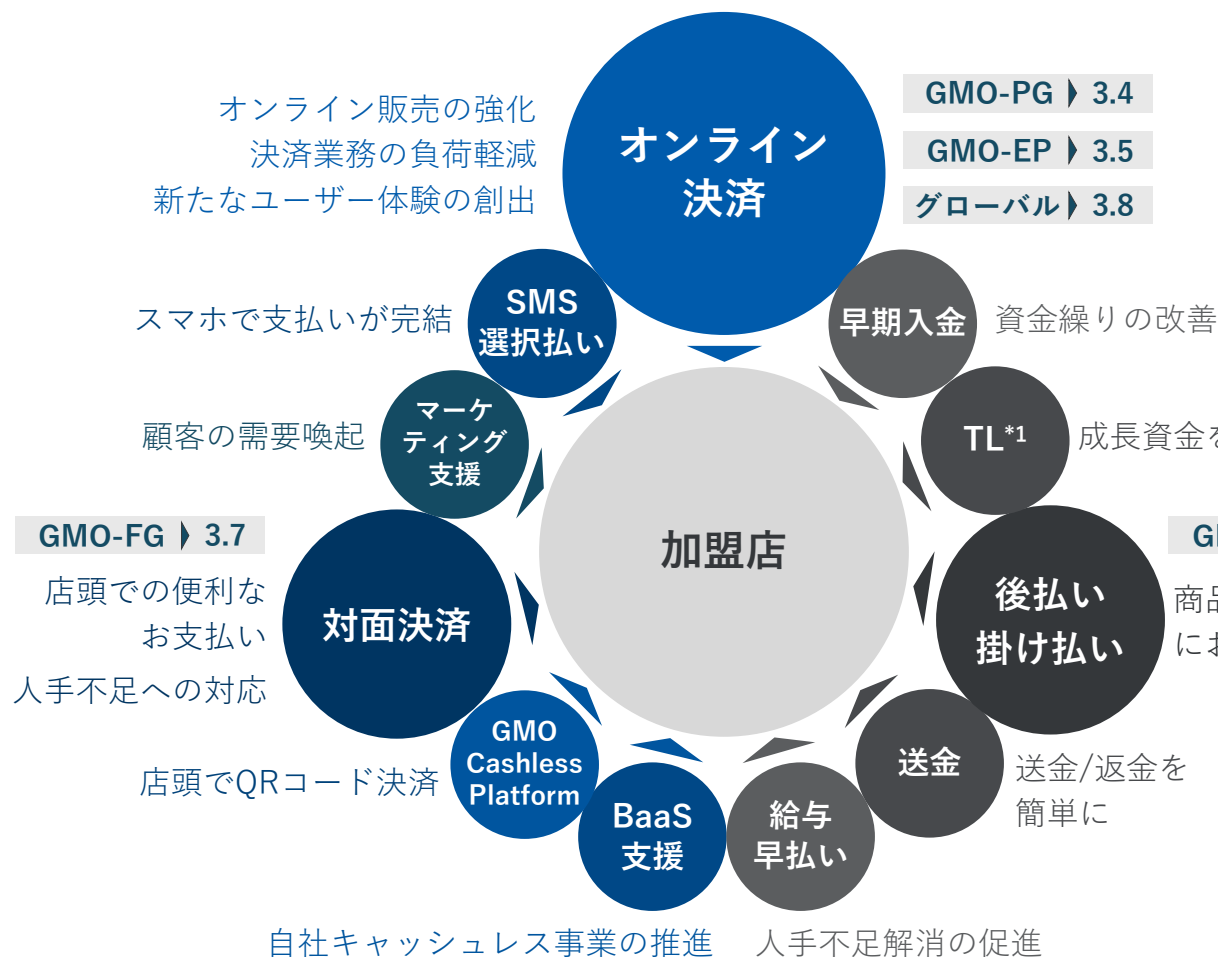 オンライン販売の強化
決済業務の負荷軽減
新たなユーザー体験の創出
オンライン
決済
GMO-PG 3.4
GMO-EP 3.5
グローバル 3.8
スマホで支払いが完結
SMS
選択払い
早期入金
資金繰りの改善
顧客の需要喚起
マーケ
ティング
支援
TL*1
成長資金を
加盟店
GMO-FG 3.7
店頭での便利な
お支払い
人手不足への対応
対面決済
後払い
掛け払い
商品
店頭でQRコード決済
GMO
Cashless
Platform
送金
送金/返金を
簡単に
BaaS
支援
給与
早払い
自社キャッシュレス事業の推進
人手不足解消の促進